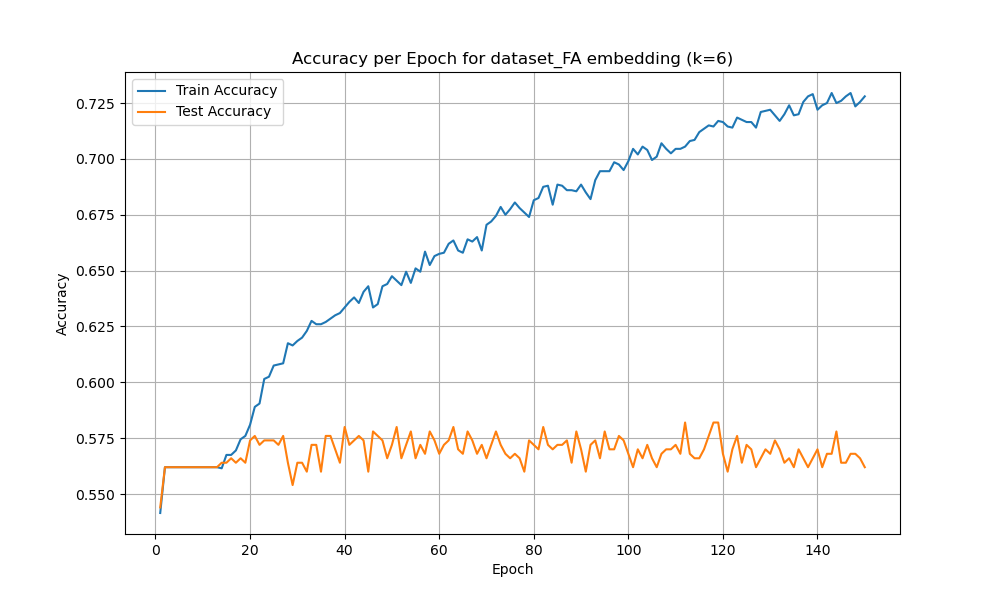 Accuracy per Epoch for dataset_FA embedding (k=6)
Train Accuracy
Test Accuracy
Accuracy
0.725
0.700
0.675
0.650
0.625
0.600
0.575
0.550
0 20 40 60 80 100 120 140
Epoch